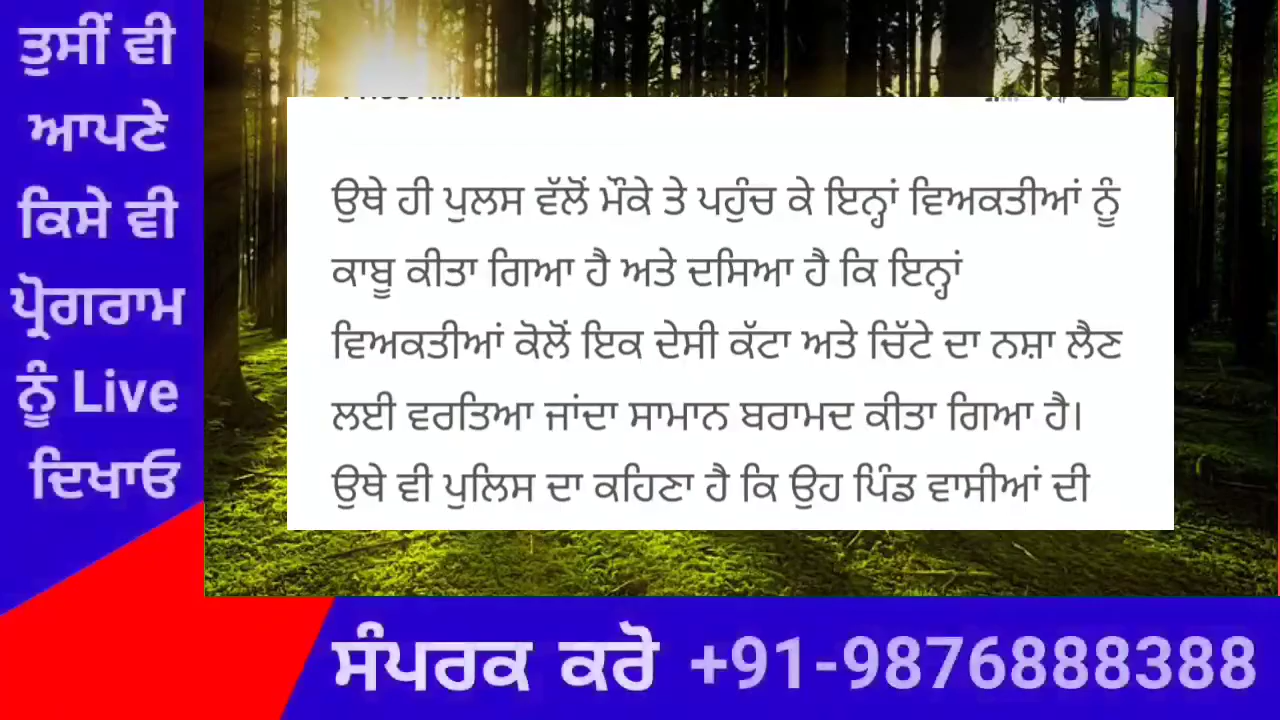 ਤੁਸੀਂ ਵੀ
ਆਪਣੇ
ਕਿਸੇ ਵੀ
ਪ੍ਰੋਗਰਾਮ
ਨੂੰ Live
ਦਿਖਾਓ
ਉਥੇ ਹੀ ਪੁਲਸ ਵੱਲੋਂ ਮੌਕੇ ਤੇ ਪਹੁੰਚ ਕੇ ਇਨ੍ਹਾਂ ਵਿਅਕਤੀਆਂ ਨੂੰ
ਕਾਬੂ ਕੀਤਾ ਗਿਆ ਹੈ ਅਤੇ ਦਸਿਆ ਹੈ ਕਿ ਇਨ੍ਹਾਂ
ਵਿਅਕਤੀਆਂ ਕੋਲੋਂ ਇਕ ਦੇਸੀ ਕੱਟਾ ਅਤੇ ਚਿੱਟੇ ਦਾ ਨਸ਼ਾ ਲੈਣ
ਲਈ ਵਰਤਿਆ ਜਾਂਦਾ ਸਾਮਾਨ ਬਰਾਮਦ ਕੀਤਾ ਗਿਆ ਹੈ।
ਉਥੇ ਵੀ ਪੁਲਿਸ ਦਾ ਕਹਿਣਾ ਹੈ ਕਿ ਉਹ ਪਿੰਡ ਵਾਸੀਆਂ ਦੀ
ਸੰਪਰਕ ਕਰੋ +91-9876888388